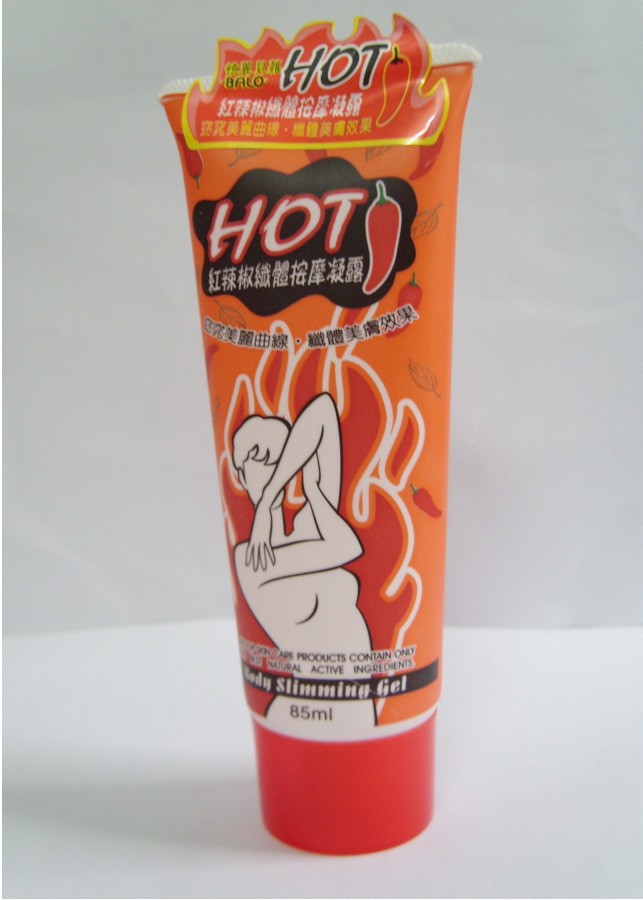 BALO
HOT
紅辣椒纖體按摩凝露
窈窕美麗曲線・纖體美膚效果
HOT
紅辣椒纖體按摩凝露
窈窕美麗曲線・纖體美膚效果
SKIN CARE PRODUCTS CONTAIN ONLY
NATURAL ACTIVE INGREDIENTS
Body Slimming Gel
85ml